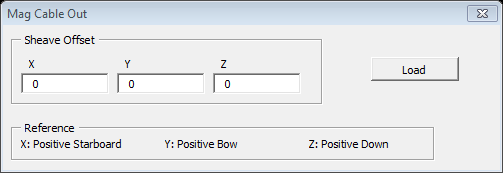 Mag Cable Out
Sheave Offset
X Y Z
0 0 0
Load
Reference
X: Positive Starboard Y: Positive Bow Z: Positive Down